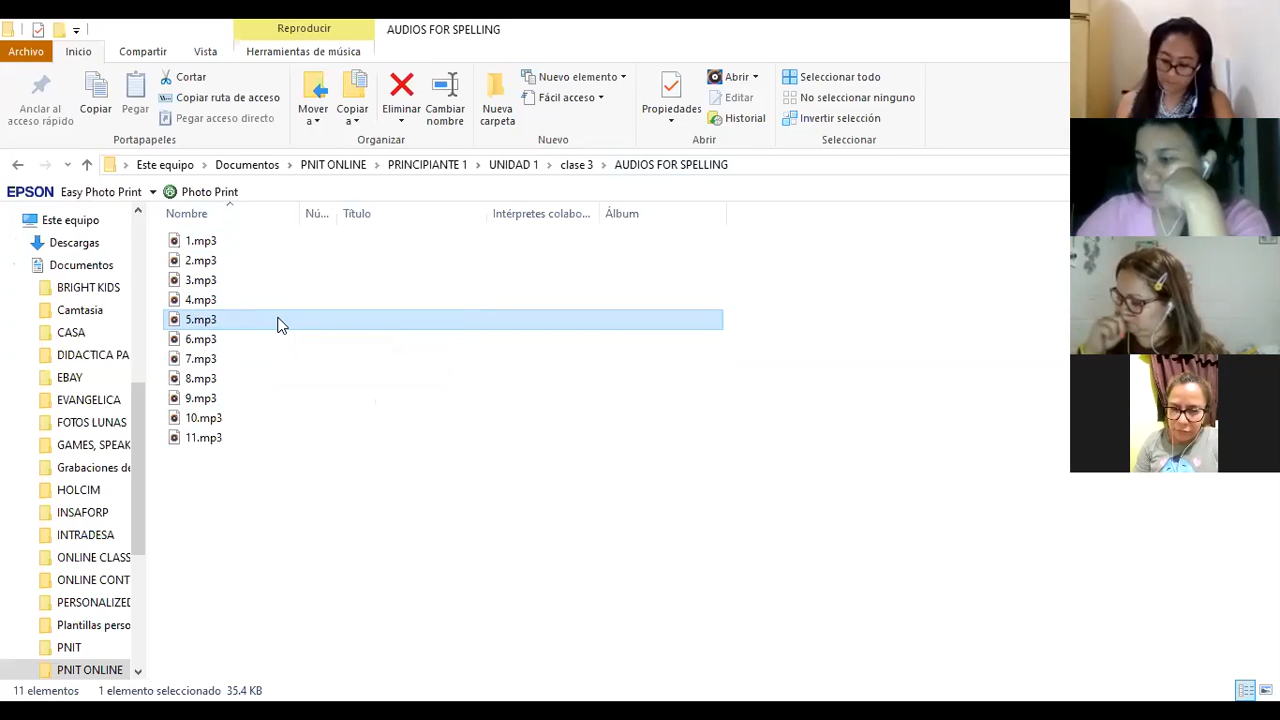 Reproducir
AUDIOS FOR SPELLING
Archivo Inicio Compartir Vista Herramientas de música
Anclar al acceso rápido
Copiar
Pegar
Cortar
Copiar ruta de acceso
Pegar acceso directo
Portapapeles
Mover a
Copiar a
Eliminar
Cambiar nombre
Organizar
Nueva carpeta
Nuevo elemento
Fácil acceso
Nuevo
Propiedades
Abrir
Editar
Historial
Abrir
Seleccionar todo
No seleccionar ninguno
Invertir selección
Seleccionar
Este equipo Documentos PNIT ONLINE PRINCIPIANTE 1 UNIDAD 1 clase 3 AUDIOS FOR SPELLING
EPSON Easy Photo Print Photo Print
Nombre Nú... Título Intérpretes colabo... Álbum
Este equipo
Descargas
Documentos
BRIGHT KIDS
Camtasia
CASA
DIDACTICA PA
EBAY
EVANGELICA
FOTOS LUNAS
GAMES, SPEAK
Grabaciones de
HOLCIM
INSAFORP
INTRADESA
ONLINE CLASS
ONLINE CONT
PERSONALIZED
Plantillas perso
PNIT
PNIT ONLINE
1.mp3
2.mp3
3.mp3
4.mp3
5.mp3
6.mp3
7.mp3
8.mp3
9.mp3
10.mp3
11.mp3
11 elementos 1 elemento seleccionado 35.4 KB